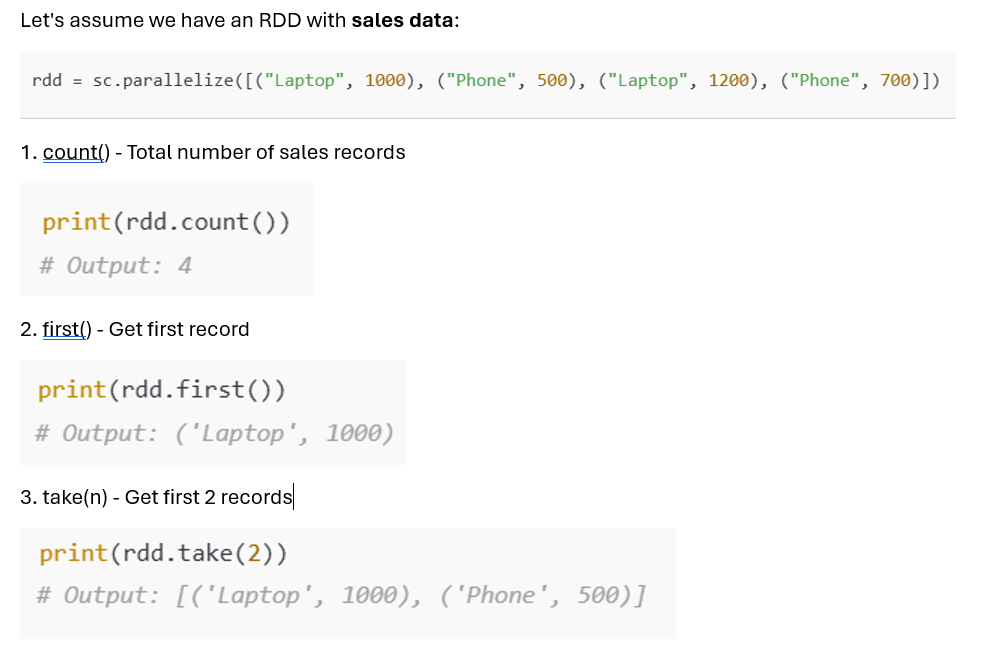 Let's assume we have an RDD with sales data:
rdd = sc.parallelize([("Laptop", 1000), ("Phone", 500), ("Laptop", 1200), ("Phone", 700)])
1. count() - Total number of sales records
print(rdd.count())
# Output: 4
2. first() - Get first record
print(rdd.first())
# Output: ('Laptop', 1000)
3. take(n) - Get first 2 records
print(rdd.take(2))
# Output: [('Laptop', 1000), ('Phone', 500)]